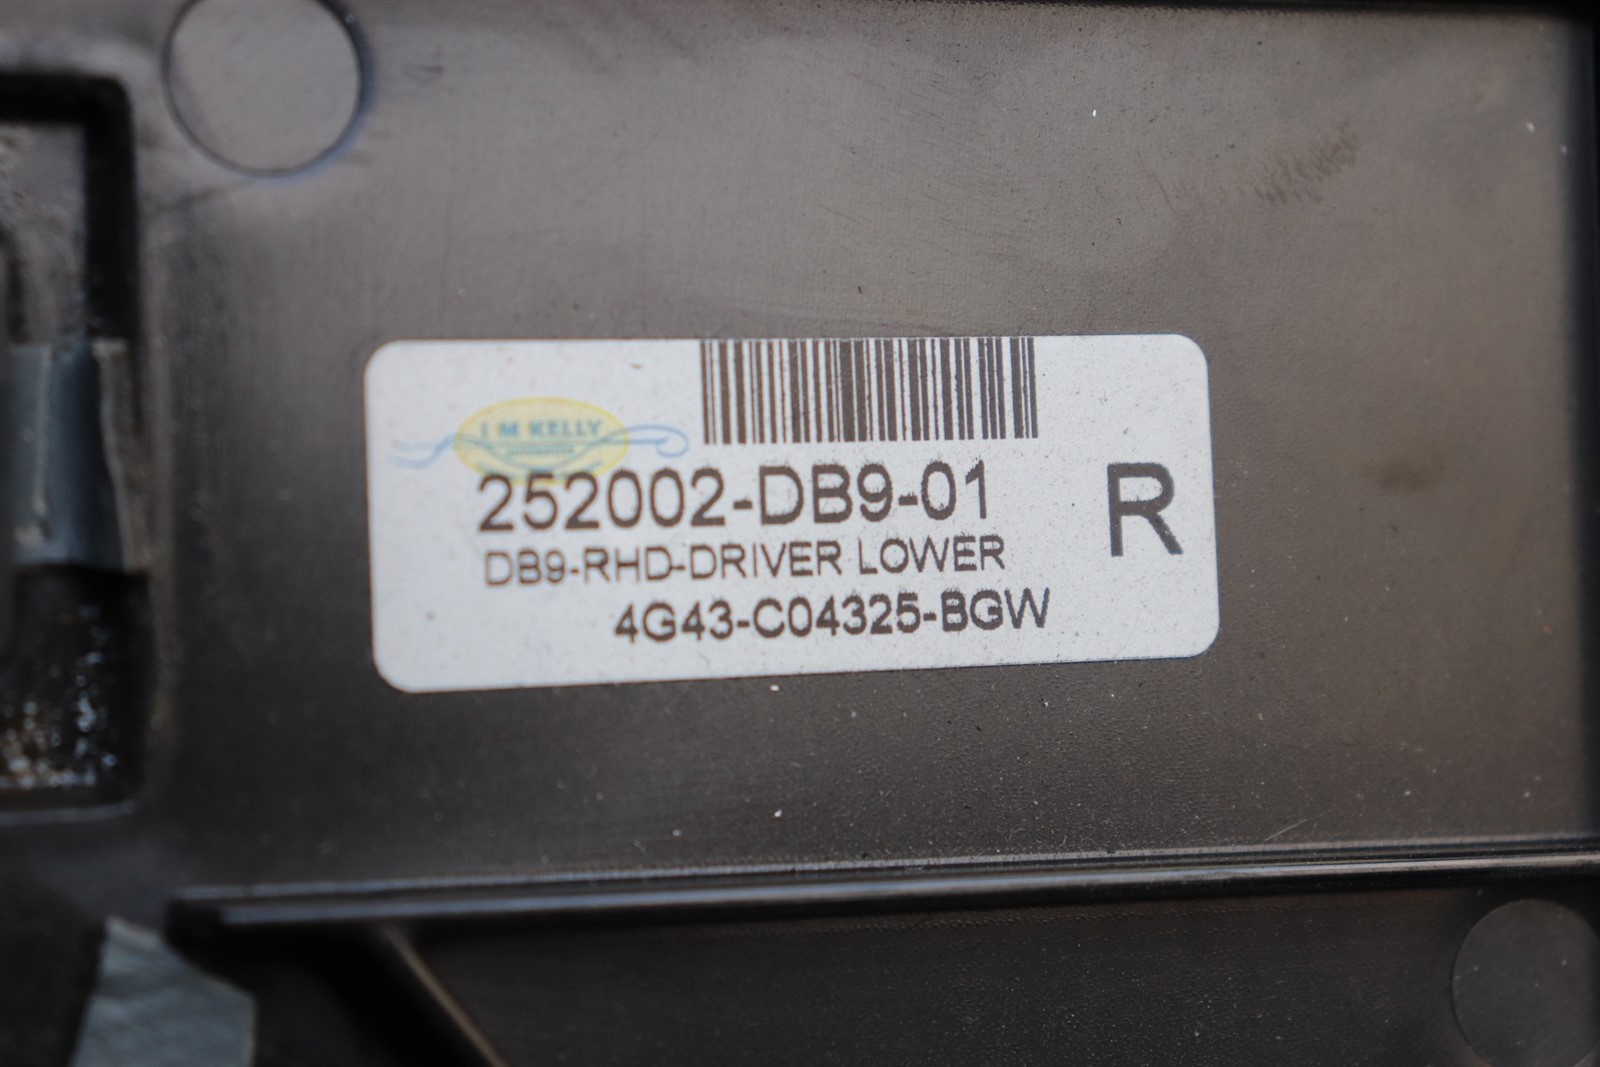 I M KELLY
252002-DB9-01
R
DB9-RHD-DRIVER LOWER
4G43-C04325-BGW